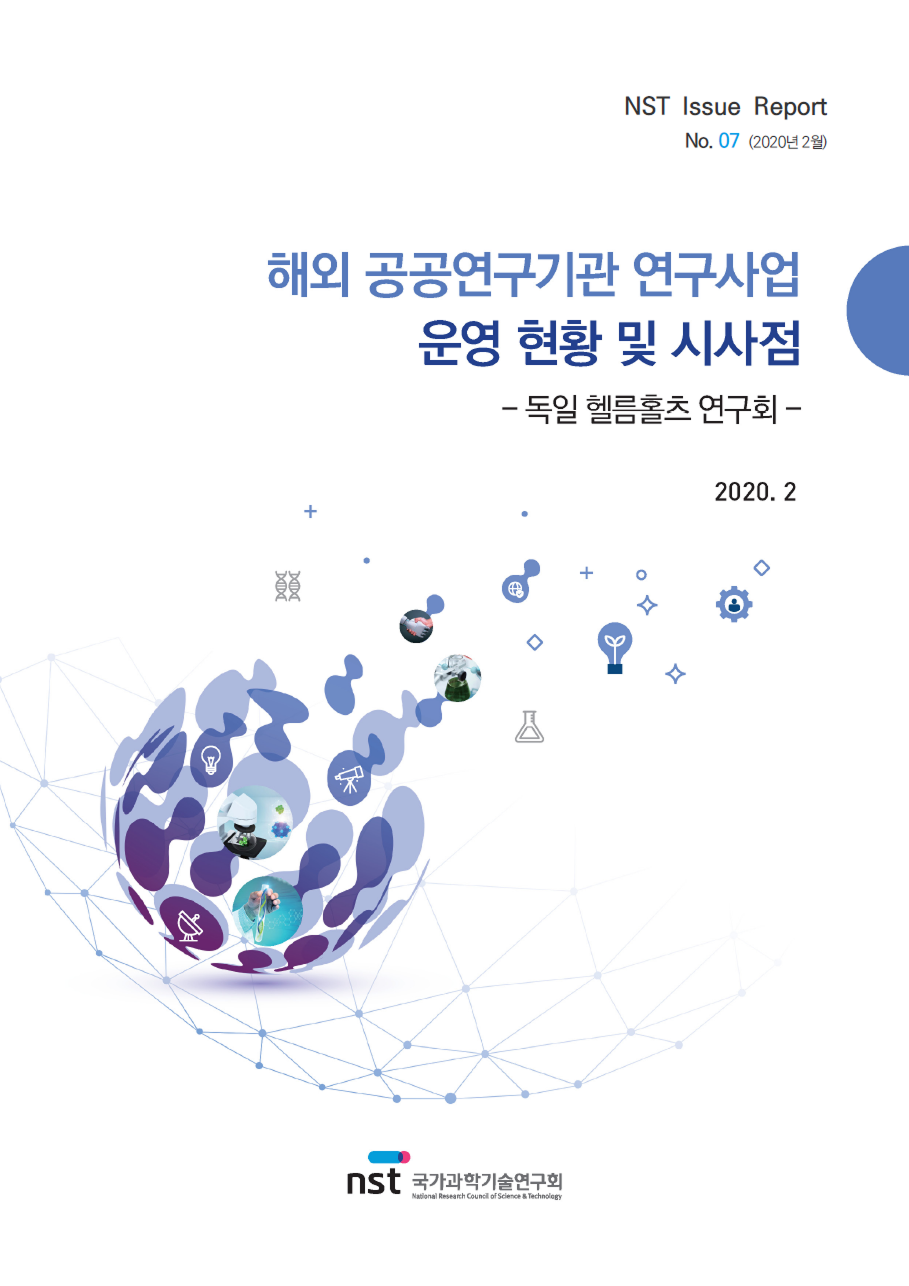 NST Issue Report
No. 07 (2020년 2월)
해외 공공연구기관 연구사업
운영 현황 및 시사점
– 독일 헬름홀츠 연구회 –
2020. 2
nst 국가과학기술연구회
National Research Council of Science & Technology